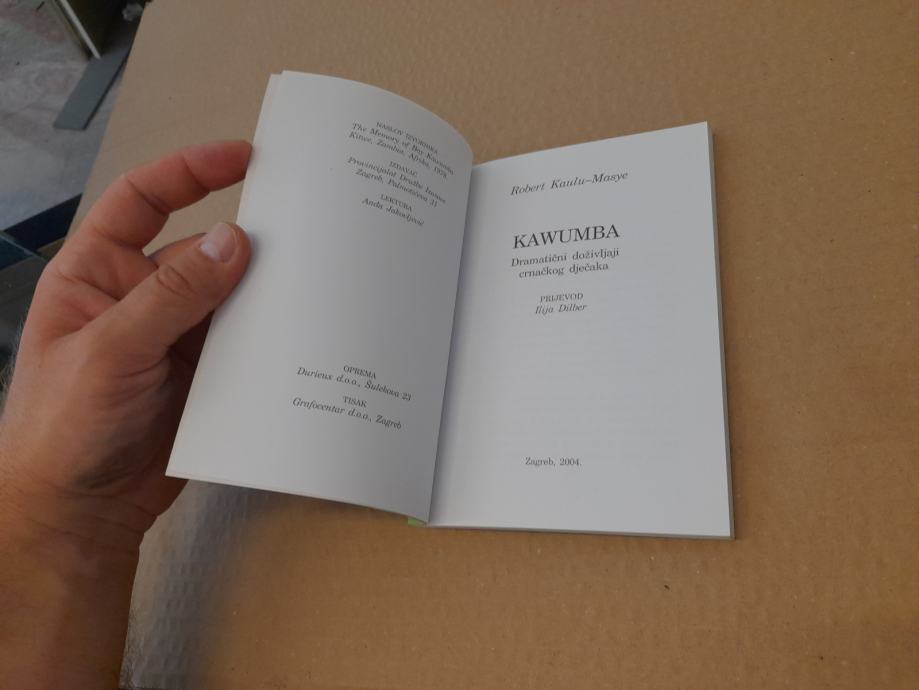 NASLOV IZVORNIKA
The Memory of Boy Kawumba
Kitwe, Zambia, Afrika, 1979.
IZDAVAČ
Provincijalat Družbe Isusove
Zagreb, Palmotićeva 31
LEKTURA
Anđa Jakovljević
OPREMA
Durieux d.o.o., Šulekova 23
TISAK
Grafocentar d.o.o., Zagreb
Robert Kaulu–Masye
KAWUMBA
Dramatični doživljaji
crnačkog dječaka
PRIJEVOD
Ilija Dilber
Zagreb, 2004.